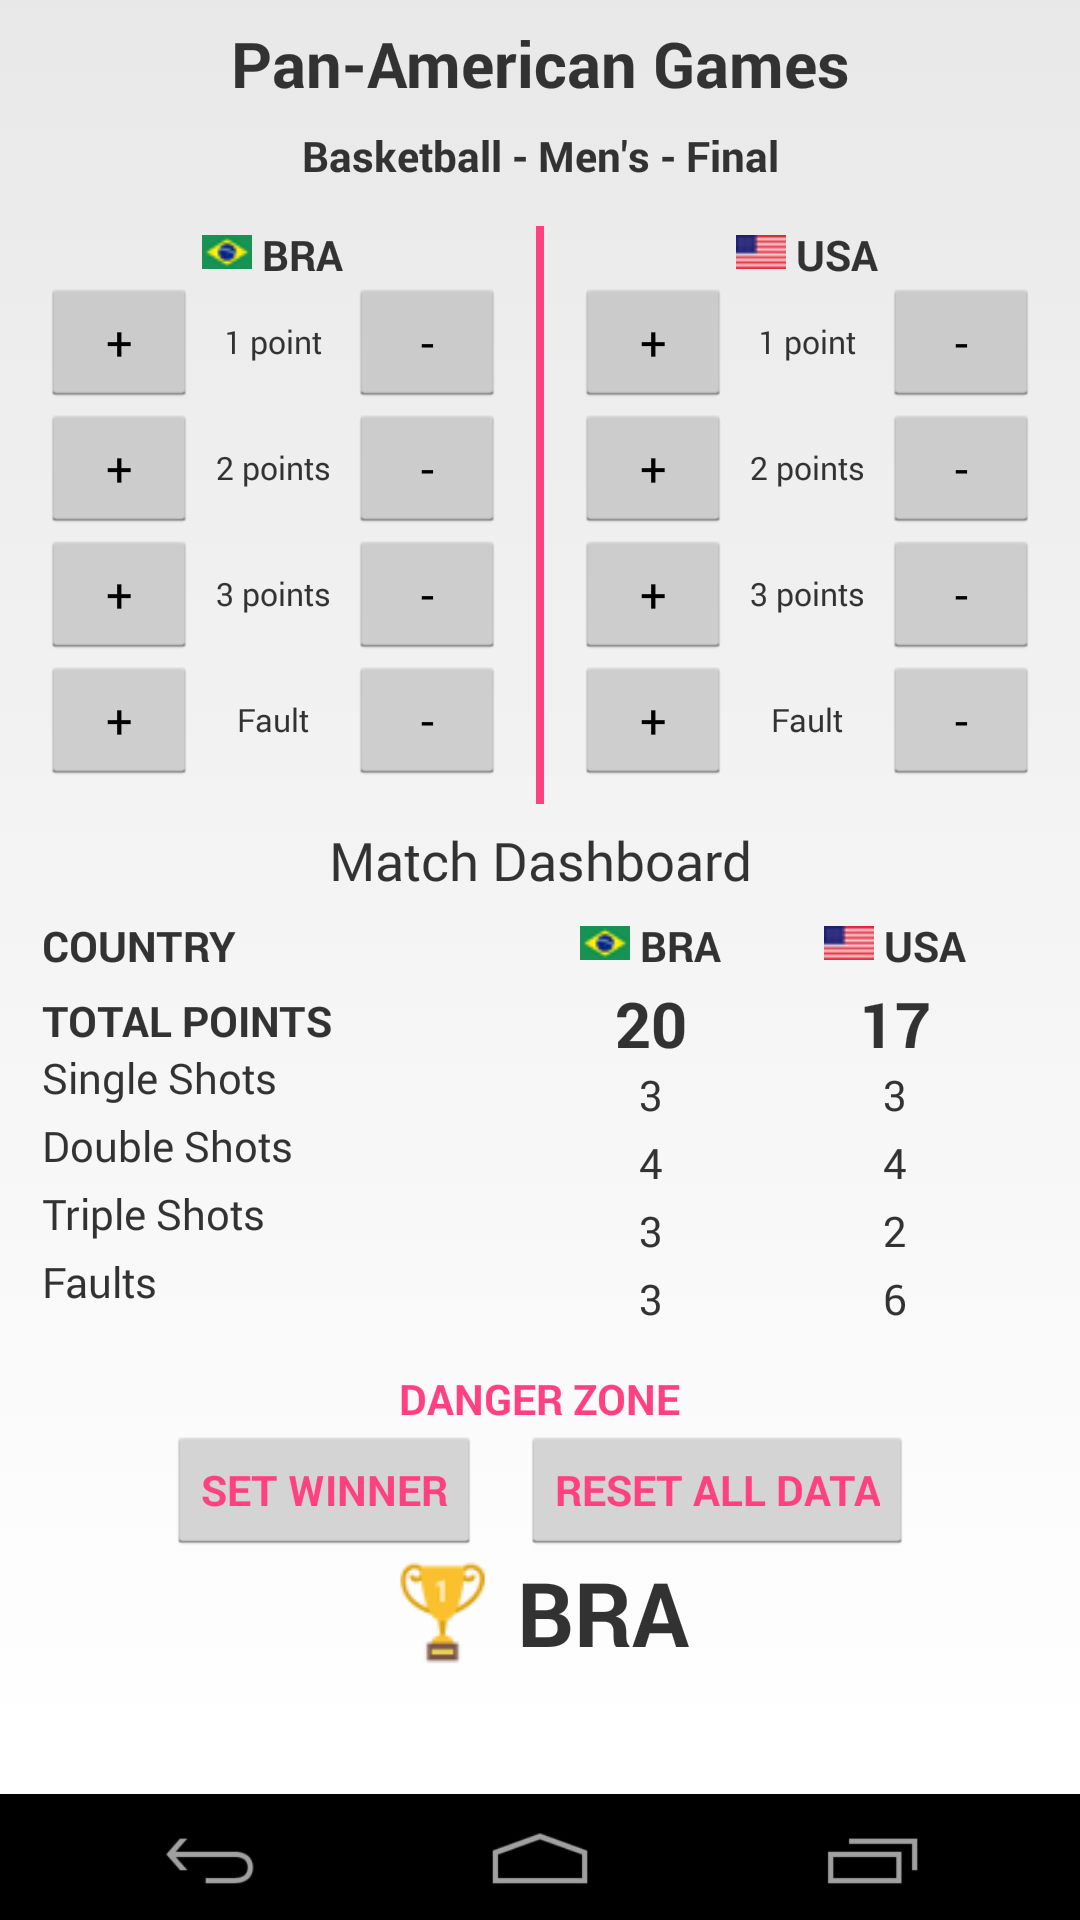 Pan-American Games
Basketball - Men's - Final
BRA USA
+ 1 point - + 1 point -
+ 2 points - + 2 points -
+ 3 points - + 3 points -
+ Fault - + Fault -
Match Dashboard
COUNTRY BRA USA
TOTAL POINTS 20 17
Single Shots 3 3
Double Shots 4 4
Triple Shots 3 2
Faults 3 6
DANGER ZONE
SET WINNER RESET ALL DATA
1 BRA